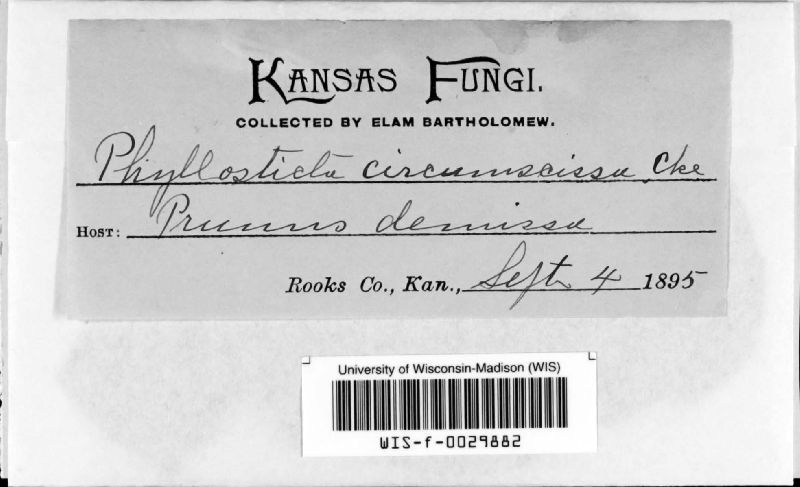 KANSAS FUNGI.
COLLECTED BY ELAM BARTHOLOMEW.
Phyllosticta circumscissa Cke
HOST: Prunus demissa
Rooks Co., Kan., Sept 4 1895
University of Wisconsin-Madison (WIS)
WIS-f-0029882